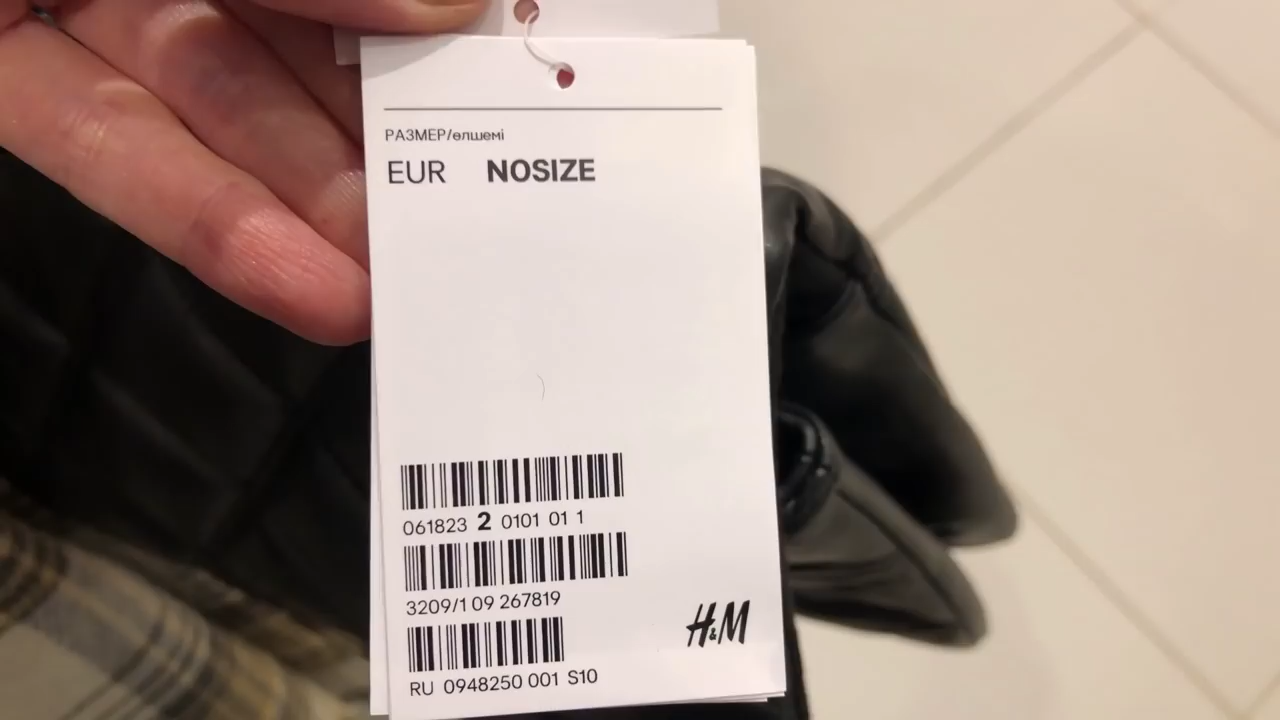 РАЗМЕР/өлшемі
EUR NOSIZE
061823 2 0101 01 1
3209/1 09 267819
RU 0948250 001 S10
H&M